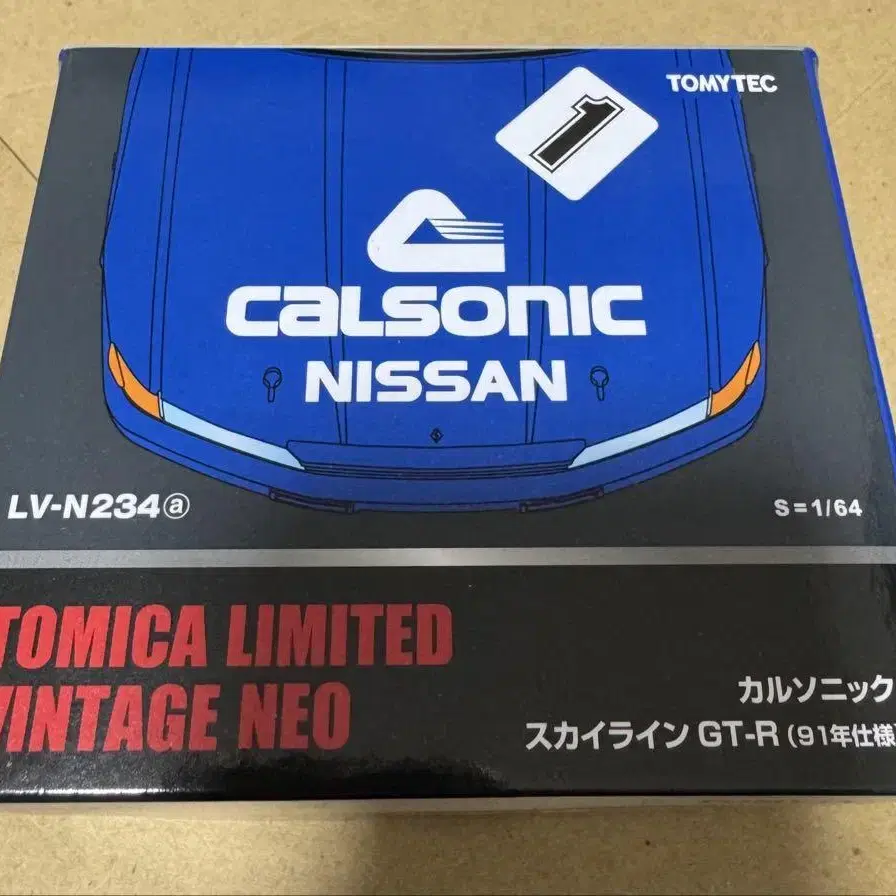 1
TOMYTEC
CALSONIC
NISSAN
LV-N234ⓐ
S=1/64
TOMICA LIMITED
VINTAGE NEO
カルソニック
スカイライン GT-R (91年仕様)